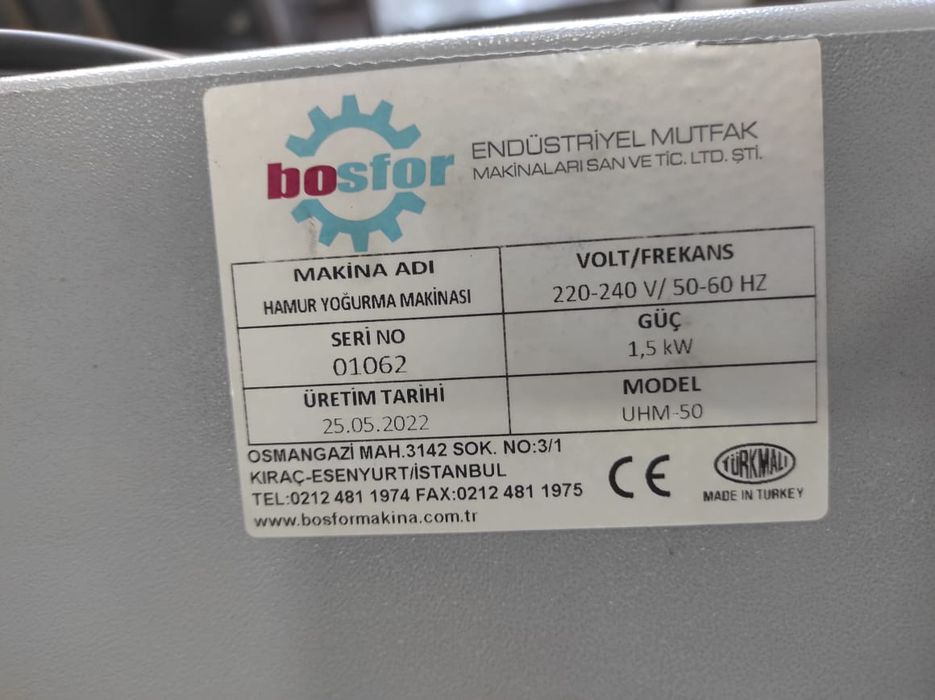 bosfor
ENDÜSTRİYEL MUTFAK
MAKİNALARI SAN VE TİC. LTD. ŞTİ.
MAKİNA ADI
HAMUR YOĞURMA MAKİNASI
VOLT/FREKANS
220-240 V/ 50-60 HZ
SERİ NO
01062
GÜÇ
1,5 kW
ÜRETİM TARİHİ
25.05.2022
MODEL
UHM-50
OSMANGAZİ MAH.3142 SOK. NO:3/1
KIRAÇ-ESENYURT/İSTANBUL
TEL:0212 481 1974 FAX:0212 481 1975
www.bosformakina.com.tr
CE
TÜRKMALI
MADE IN TURKEY